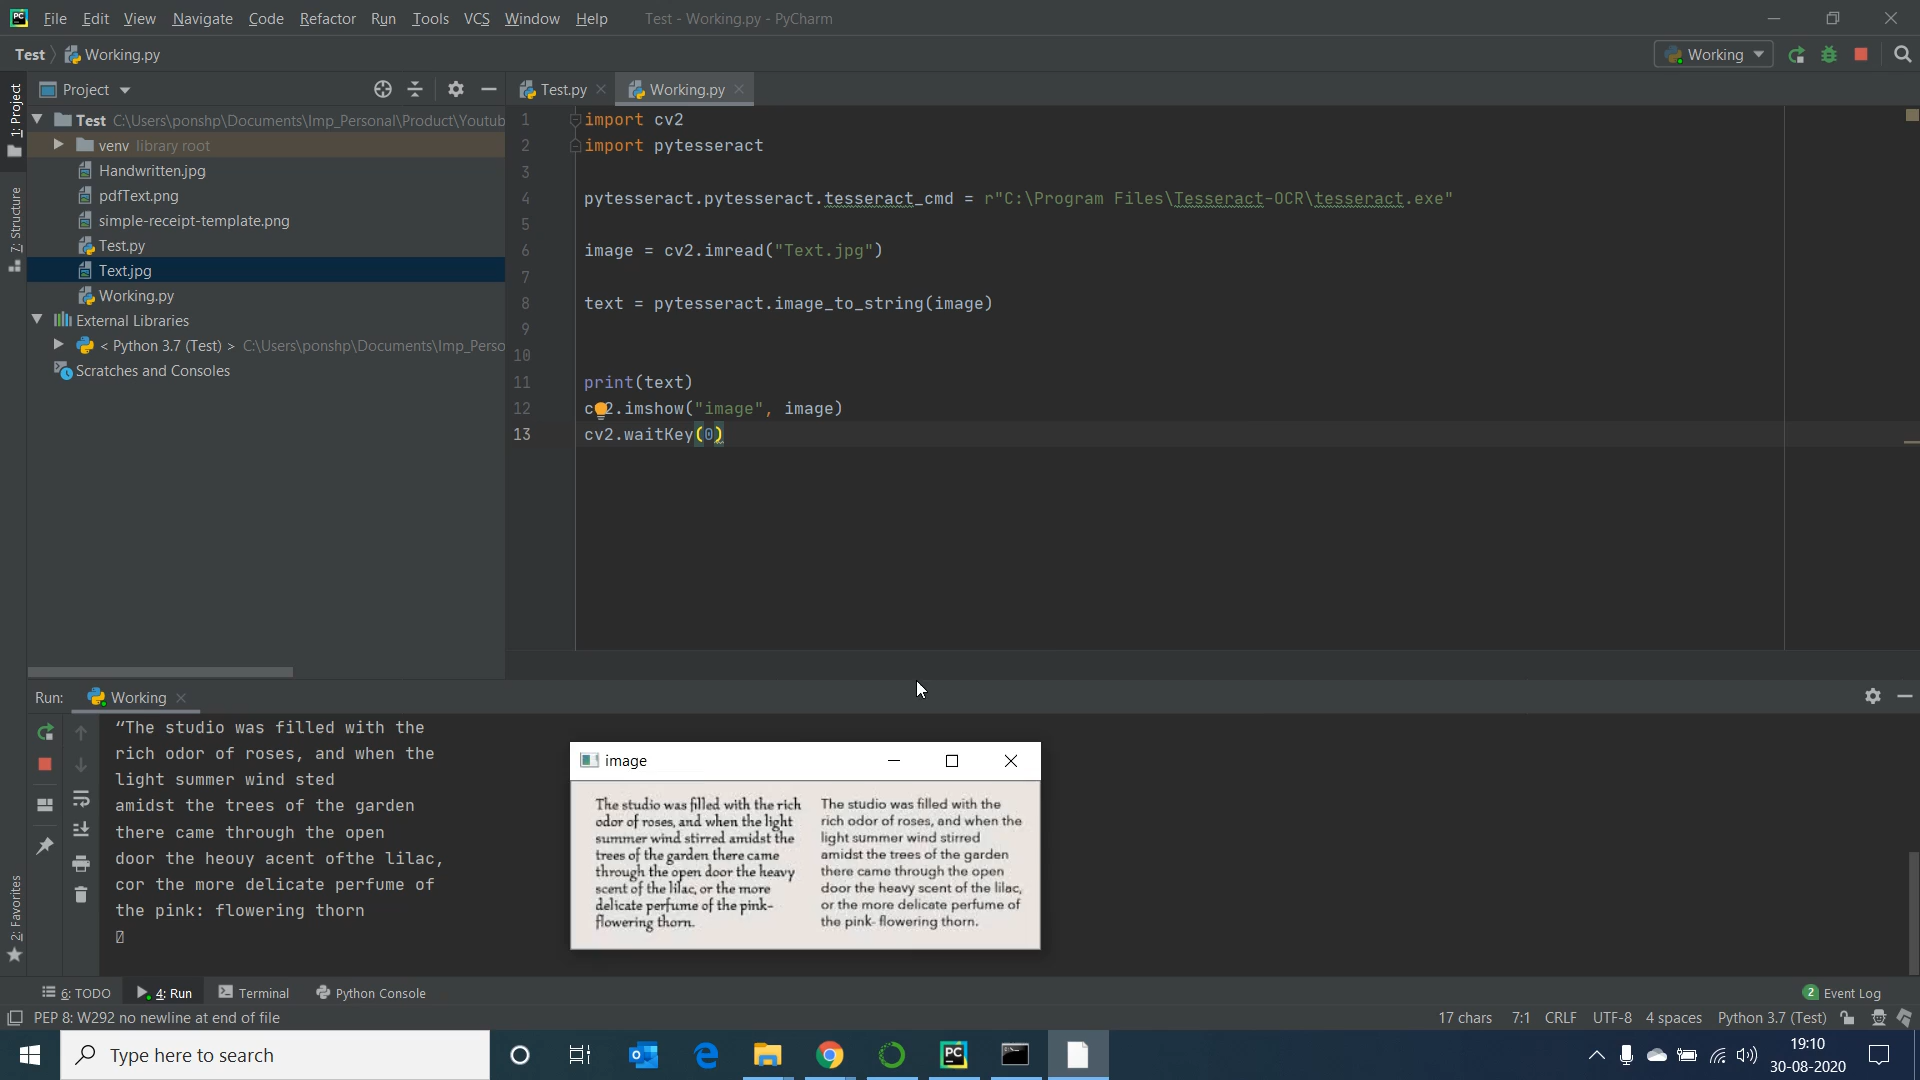 File Edit View Navigate Code Refactor Run Tools VCS Window Help Test - Working.py - PyCharm
Test Working.py Working
1: Project
Project
Test C:\Users\ponshp\Documents\Imp_Personal\Product\Youtub
venv library root
Handwritten.jpg
pdfText.png
simple-receipt-template.png
Test.py
Text.jpg
Working.py
External Libraries
< Python 3.7 (Test) > C:\Users\ponshp\Documents\Imp_Perso
Scratches and Consoles
7: Structure
2: Favorites
Test.py Working.py
1 import cv2
2 import pytesseract
3
4 pytesseract.pytesseract.tesseract_cmd = r"C:\Program Files\Tesseract-OCR\tesseract.exe"
5
6 image = cv2.imread("Text.jpg")
7
8 text = pytesseract.image_to_string(image)
9
10
11 print(text)
12 cv2.imshow("image", image)
13 cv2.waitKey(0)
Run: Working
“The studio was filled with the
rich odor of roses, and when the
light summer wind sted
amidst the trees of the garden
there came through the open
door the heouy acent ofthe lilac,
cor the more delicate perfume of
the pink: flowering thorn
image
The studio was filled with the rich
odor of roses, and when the light
summer wind stirred amidst the
trees of the garden there came
through the open door the heavy
scent of the lilac, or the more
delicate perfume of the pink-
flowering thorn.
The studio was filled with the
rich odor of roses, and when the
light summer wind stirred
amidst the trees of the garden
there came through the open
door the heavy scent of the lilac,
or the more delicate perfume of
the pink- flowering thorn.
6: TODO 4: Run Terminal Python Console 2 Event Log
PEP 8: W292 no newline at end of file 17 chars 7:1 CRLF UTF-8 4 spaces Python 3.7 (Test)
Type here to search
PC
19:10
30-08-2020